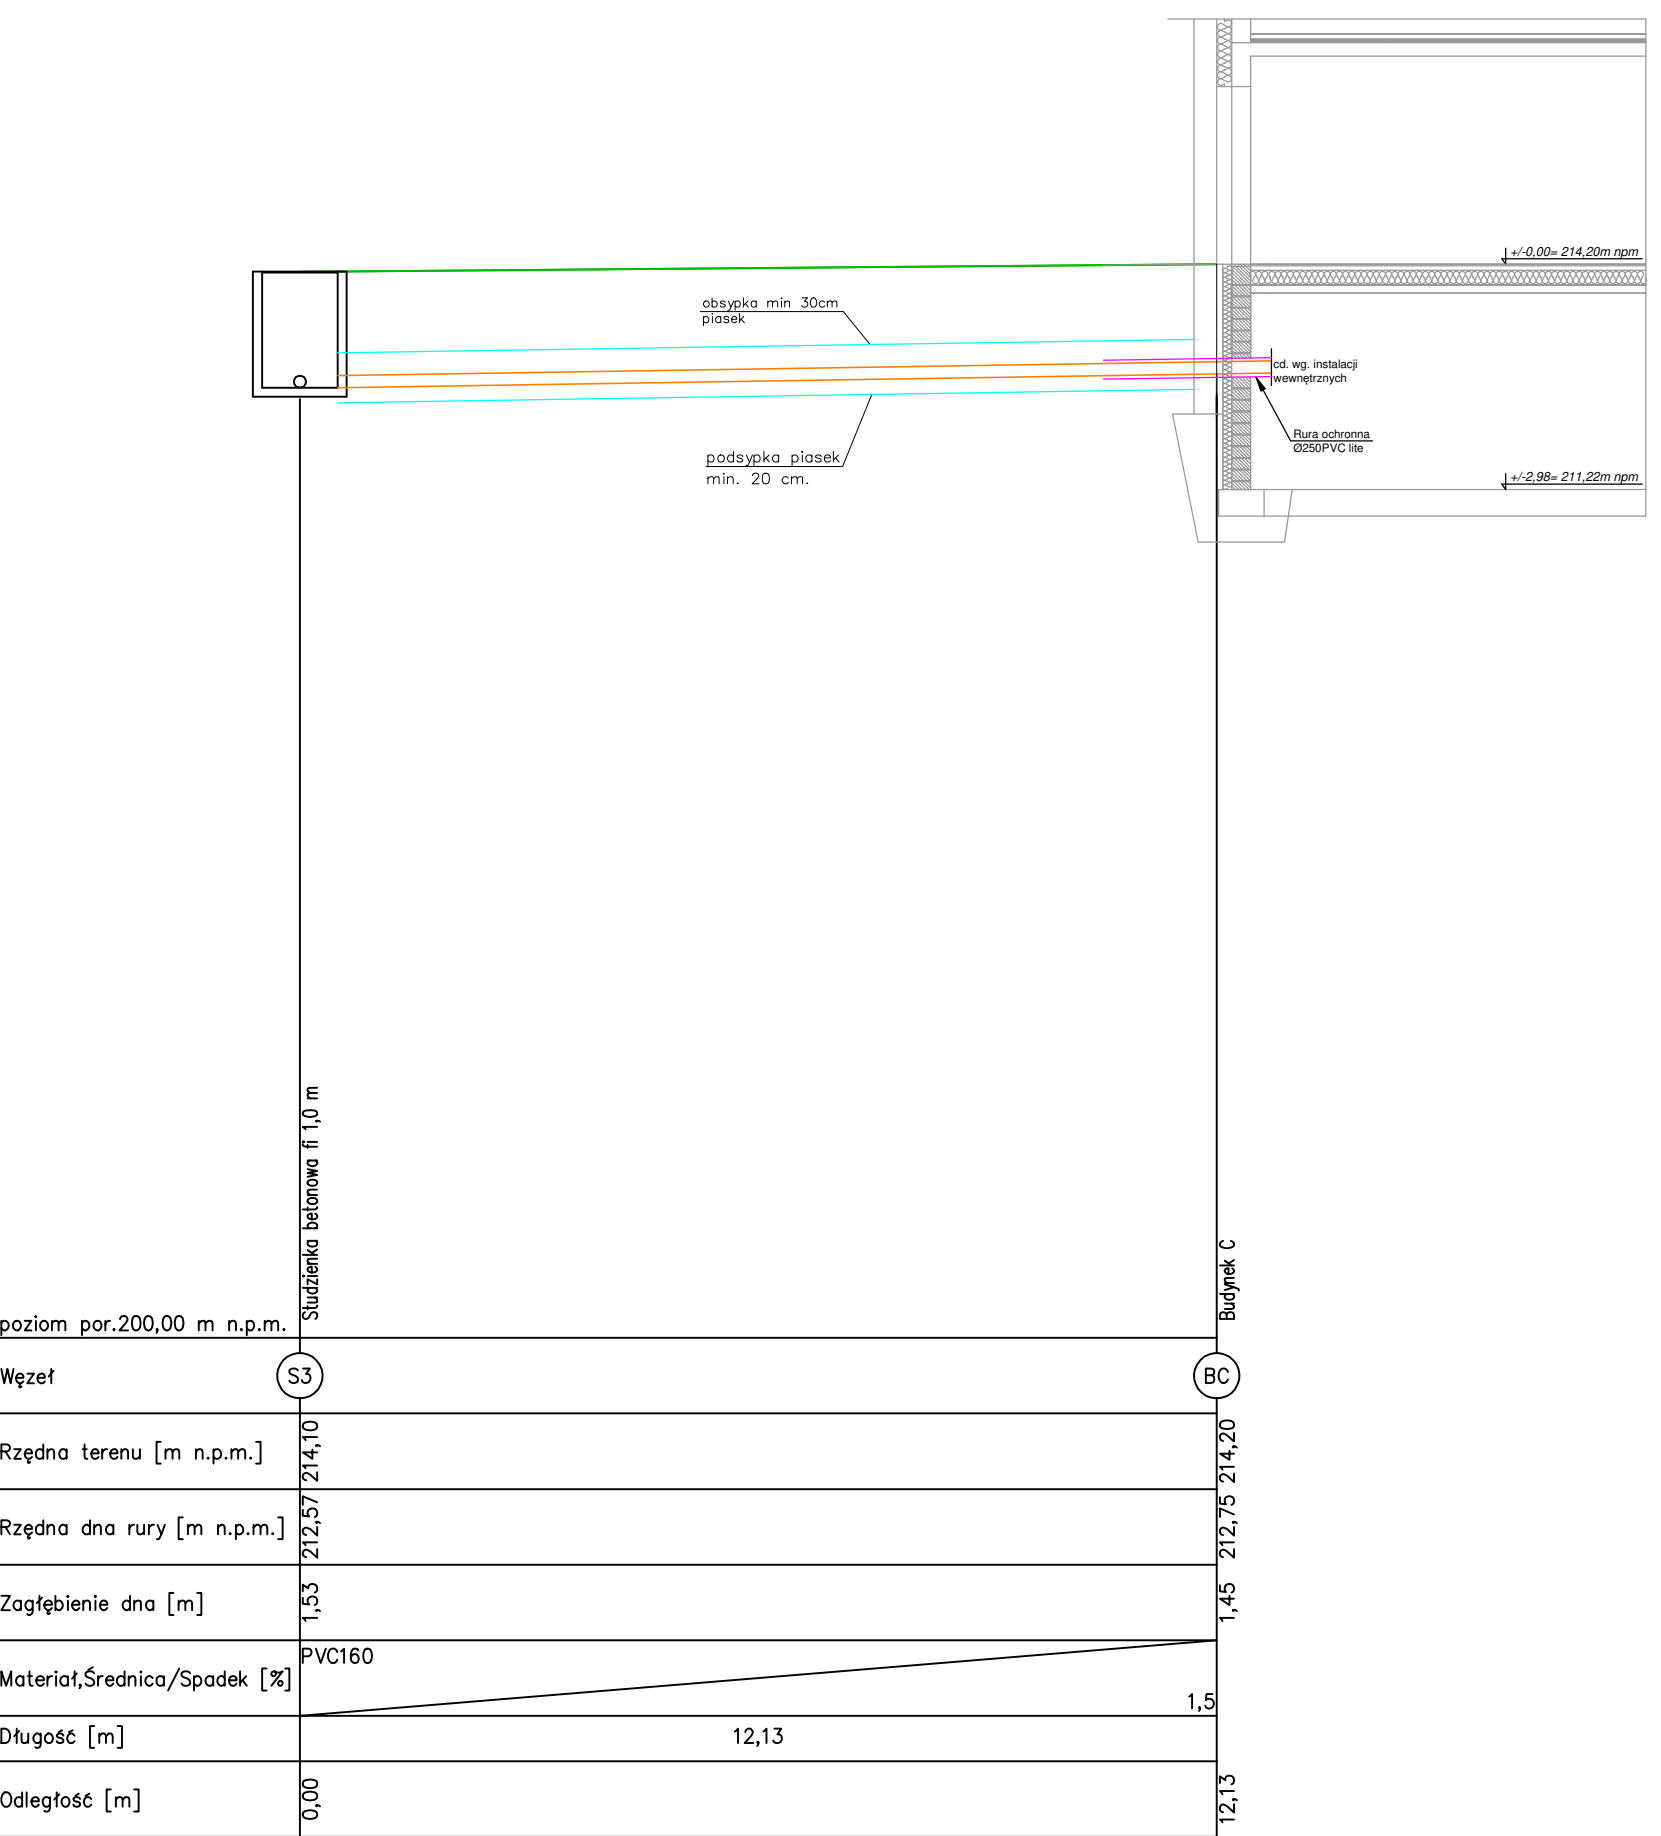 +/-0,00= 214,20m npm
obsypka min 30cm
piasek
cd. wg. instalacji
wewnętrznych
Rura ochronna
Ø250PVC lite
podsypka piasek
min. 20 cm.
+/-2,98= 211,22m npm
Studzienka betonowa fi 1,0 m
Budynek C
poziom por.200,00 m n.p.m.
Węzeł S3 BC
Rzędna terenu [m n.p.m.] 214,10 214,20
Rzędna dna rury [m n.p.m.] 212,57 212,75
Zagłębienie dna [m] 1,53 1,45
PVC160
Materiał,Średnica/Spadek [%]
1,5
Długość [m] 12,13
Odległość [m] 0,00 12,13